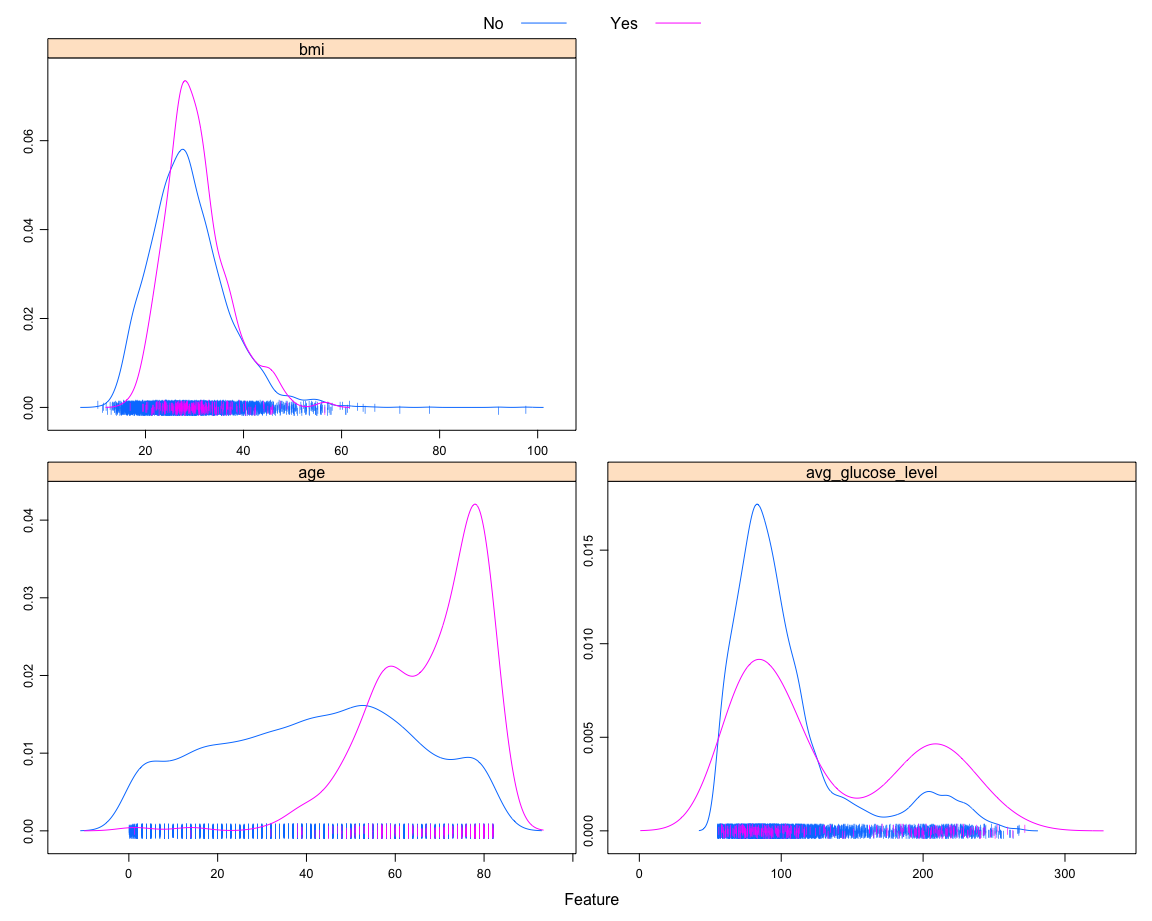 No Yes
bmi
0.00 0.02 0.04 0.06
20 40 60 80 100
age
0.00 0.01 0.02 0.03 0.04
0 20 40 60 80
avg_glucose_level
0.000 0.005 0.010 0.015
0 100 200 300
Feature